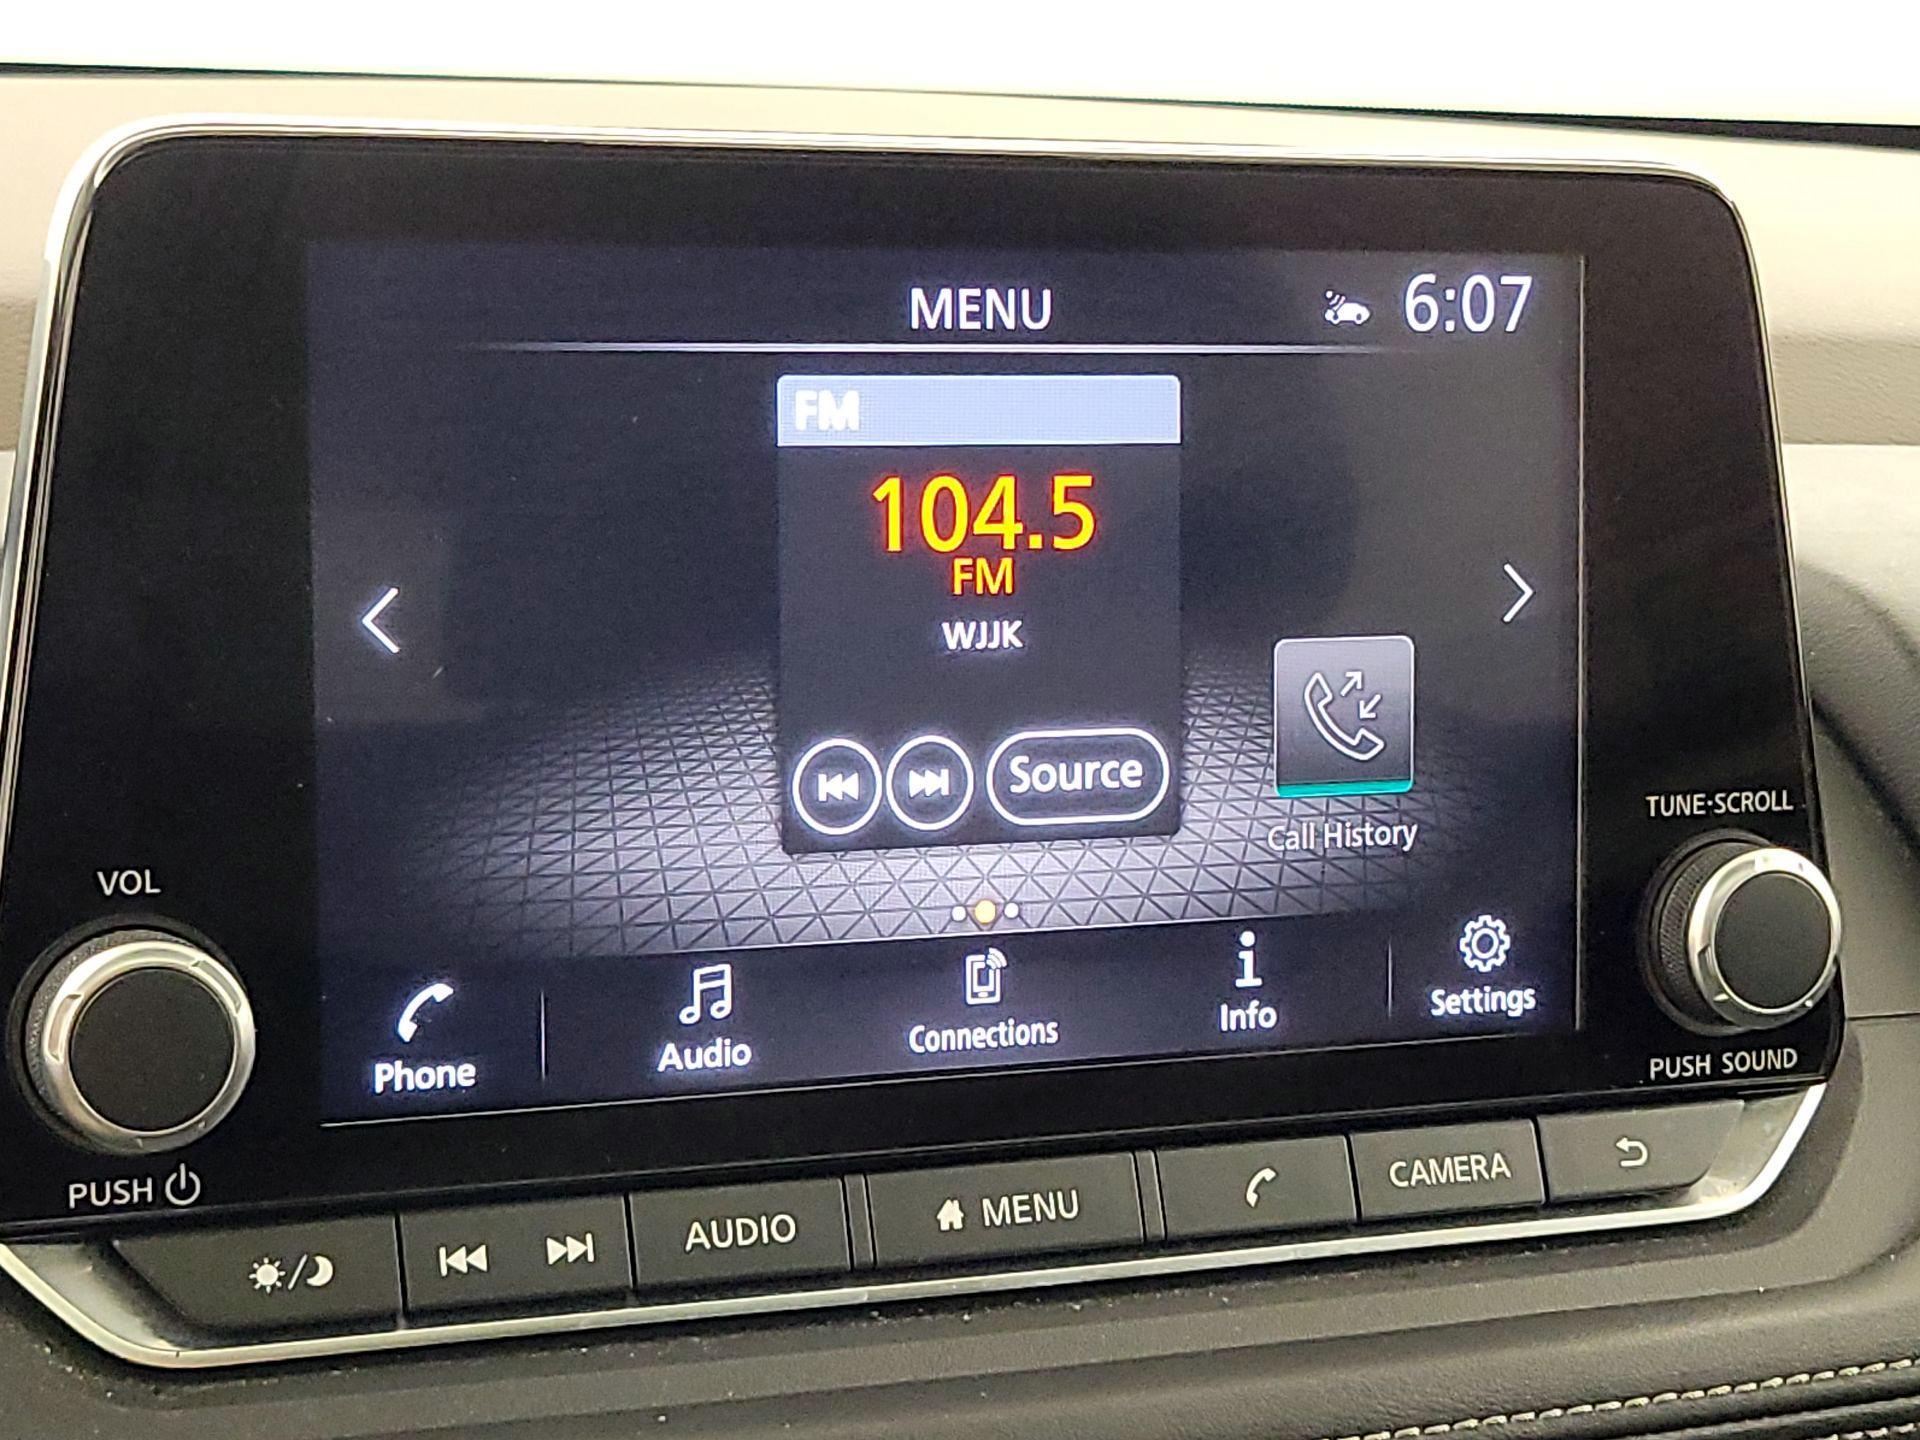 MENU
6:07
FM
104.5
FM
WJJK
Source
Call History
VOL
TUNE·SCROLL
Phone
Audio
Connections
Info
Settings
PUSH
PUSH SOUND
AUDIO
MENU
CAMERA